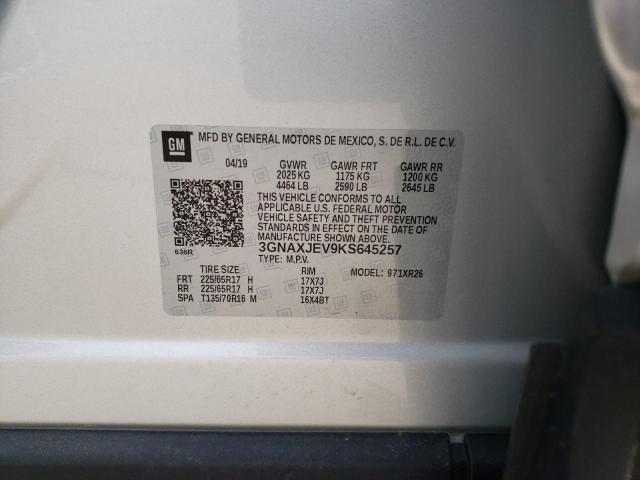 GM
MFD BY GENERAL MOTORS DE MEXICO, S. DE R.L. DE C.V.
04/19 GVWR GAWR FRT GAWR RR
2025 KG 1175 KG 1200 KG
4464 LB 2590 LB 2645 LB
THIS VEHICLE CONFORMS TO ALL
APPLICABLE U.S. FEDERAL MOTOR
VEHICLE SAFETY AND THEFT PREVENTION
STANDARDS IN EFFECT ON THE DATE OF
MANUFACTURE SHOWN ABOVE.
636R 3GNAXJEV9KS645257
TYPE: M.P.V.
TIRE SIZE RIM MODEL: 971XR26
FRT 225/65R17 H 17X7J
RR 225/65R17 H 17X7J
SPA T135/70R16 M 16X4BT